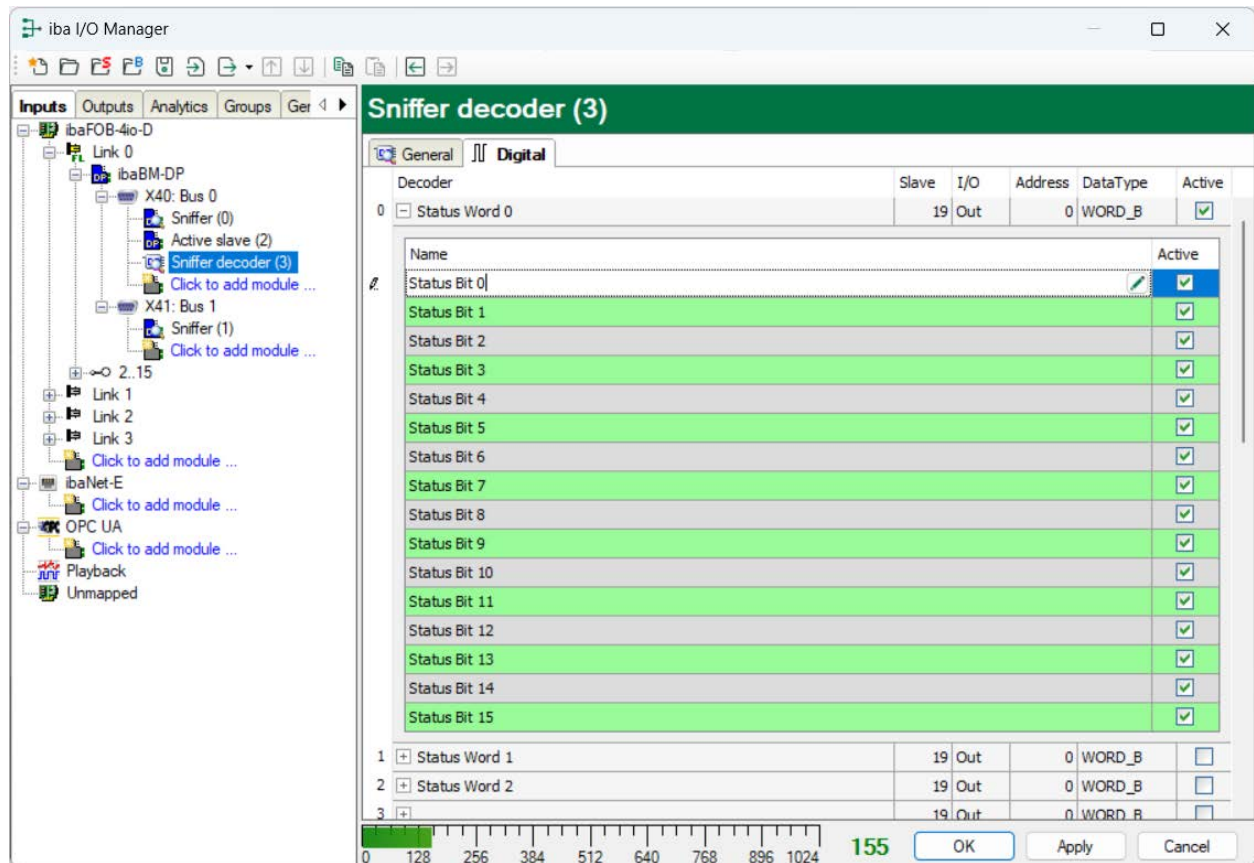 iba I/O Manager
Inputs Outputs Analytics Groups Ger
Sniffer decoder (3)
General Digital
ibaFOB-4io-D
Link 0
ibaBM-DP
X40: Bus 0
Sniffer (0)
Active slave (2)
Sniffer decoder (3)
Click to add module ...
X41: Bus 1
Sniffer (1)
Click to add module ...
2..15
Link 1
Link 2
Link 3
Click to add module ...
ibaNet-E
Click to add module ...
OPC UA
Click to add module ...
Playback
Unmapped
Decoder Slave I/O Address DataType Active
0 Status Word 0 19 Out 0 WORD_B
Name Active
Status Bit 0
Status Bit 1
Status Bit 2
Status Bit 3
Status Bit 4
Status Bit 5
Status Bit 6
Status Bit 7
Status Bit 8
Status Bit 9
Status Bit 10
Status Bit 11
Status Bit 12
Status Bit 13
Status Bit 14
Status Bit 15
1 Status Word 1 19 Out 0 WORD_B
2 Status Word 2 19 Out 0 WORD_B
3 19 Out 0 WORD_B
0 128 256 384 512 640 768 896 1024
155 OK Apply Cancel